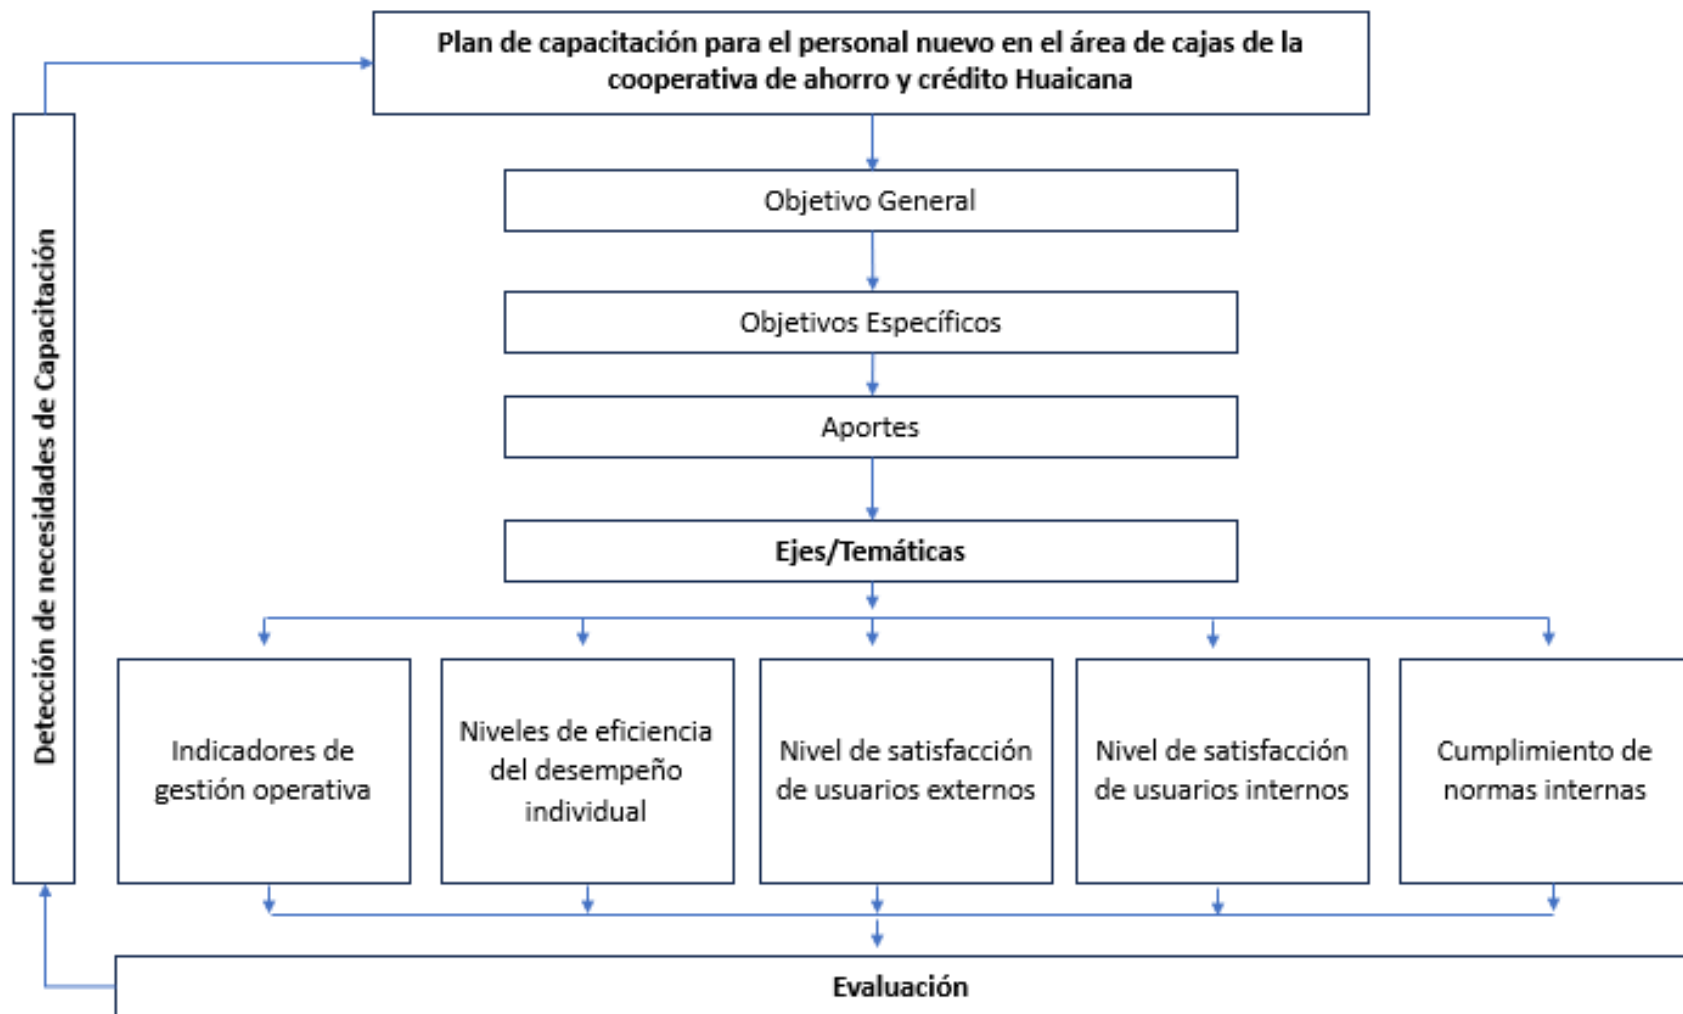 Plan de capacitación para el personal nuevo en el área de cajas de la
cooperativa de ahorro y crédito Huaicana
Detección de necesidades de Capacitación
Objetivo General
Objetivos Específicos
Aportes
Ejes/Temáticas
Indicadores de
gestión operativa
Niveles de eficiencia
del desempeño
individual
Nivel de satisfacción
de usuarios externos
Nivel de satisfacción
de usuarios internos
Cumplimiento de
normas internas
Evaluación